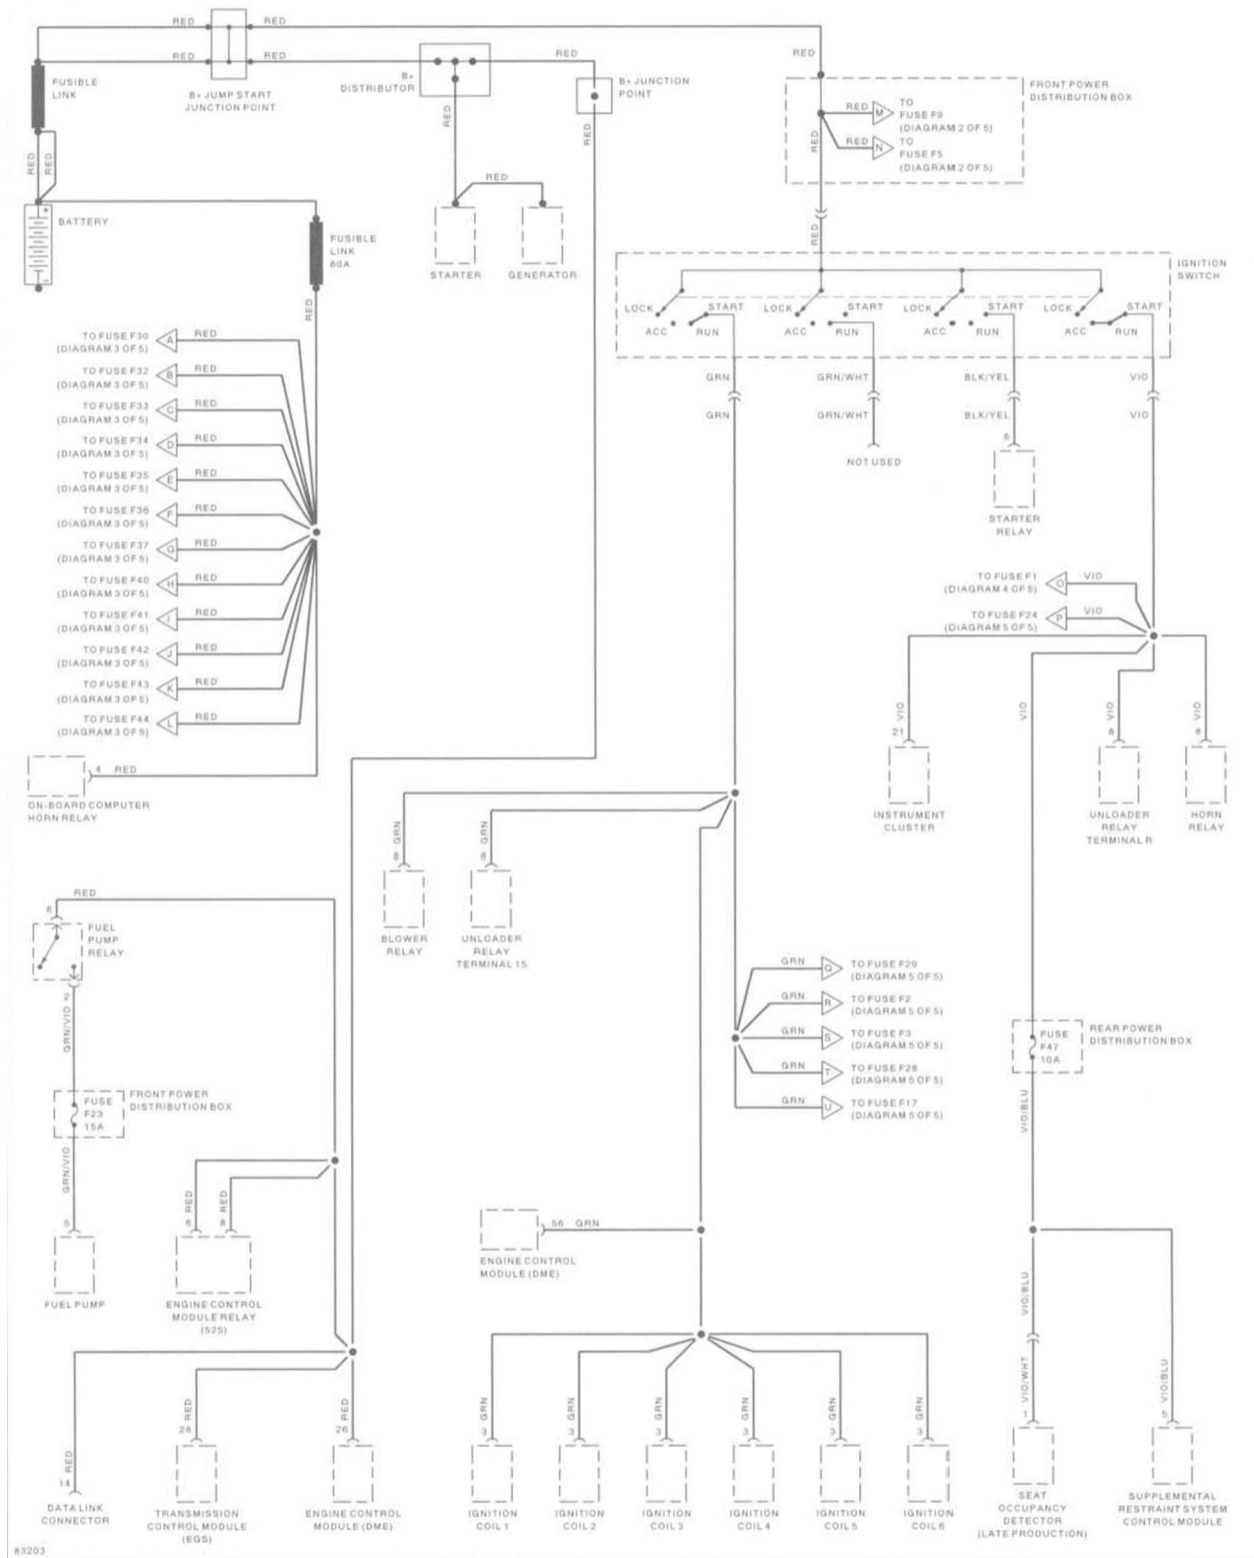 RED
RED
RED
RED
RED
FUSIBLE
LINK
B+ JUMP START
JUNCTION POINT
B+
DISTRIBUTOR
B+ JUNCTION
POINT
RED
RED
RED
RED
RED
RED
FRONT POWER
DISTRIBUTION BOX
RED
M
TO
FUSE F9
(DIAGRAM 2 OF 5)
RED
N
TO
FUSE F5
(DIAGRAM 2 OF 5)
RED
RED
+
BATTERY
-
FUSIBLE
LINK
80A
RED
STARTER
GENERATOR
IGNITION
SWITCH
LOCK
START
ACC
RUN
LOCK
START
ACC
RUN
LOCK
START
ACC
RUN
LOCK
START
ACC
RUN
GRN
GRN/WHT
BLK/YEL
VIO
GRN
GRN/WHT
BLK/YEL
VIO
NOT USED
6
STARTER
RELAY
TO FUSE F30
(DIAGRAM 3 OF 5)
A
RED
TO FUSE F32
(DIAGRAM 3 OF 5)
B
RED
TO FUSE F33
(DIAGRAM 3 OF 5)
C
RED
TO FUSE F34
(DIAGRAM 3 OF 5)
D
RED
TO FUSE F35
(DIAGRAM 3 OF 5)
E
RED
TO FUSE F36
(DIAGRAM 3 OF 5)
F
RED
TO FUSE F37
(DIAGRAM 3 OF 5)
G
RED
TO FUSE F40
(DIAGRAM 3 OF 5)
H
RED
TO FUSE F41
(DIAGRAM 3 OF 5)
I
RED
TO FUSE F42
(DIAGRAM 3 OF 5)
J
RED
TO FUSE F43
(DIAGRAM 3 OF 5)
K
RED
TO FUSE F44
(DIAGRAM 3 OF 5)
L
RED
4 RED
ON-BOARD COMPUTER
HORN RELAY
TO FUSE F1
(DIAGRAM 4 OF 5)
O
VIO
TO FUSE F24
(DIAGRAM 5 OF 5)
P
VIO
VIO
21
VIO
VIO
8
VIO
8
INSTRUMENT
CLUSTER
UNLOADER
RELAY
TERMINAL R
HORN
RELAY
GRN
8
GRN
8
BLOWER
RELAY
UNLOADER
RELAY
TERMINAL 15
RED
6
FUEL
PUMP
RELAY
2
GRN/VIO
FRONT POWER
DISTRIBUTION BOX
FUSE
F23
15A
GRN/VIO
5
FUEL PUMP
RED
6
RED
8
ENGINE CONTROL
MODULE RELAY
(525)
GRN
Q
TO FUSE F29
(DIAGRAM 5 OF 5)
GRN
R
TO FUSE F2
(DIAGRAM 5 OF 5)
GRN
S
TO FUSE F3
(DIAGRAM 5 OF 5)
GRN
T
TO FUSE F28
(DIAGRAM 5 OF 5)
GRN
U
TO FUSE F17
(DIAGRAM 5 OF 5)
FUSE
F47
10A
REAR POWER
DISTRIBUTION BOX
VIO/BLU
56 GRN
ENGINE CONTROL
MODULE (DME)
VIO/BLU
VIO/WHT
1
VIO/BLU
5
RED
14
RED
28
RED
26
GRN
3
GRN
3
GRN
3
GRN
3
GRN
3
GRN
3
DATA LINK
CONNECTOR
TRANSMISSION
CONTROL MODULE
(EGS)
ENGINE CONTROL
MODULE (DME)
IGNITION
COIL 1
IGNITION
COIL 2
IGNITION
COIL 3
IGNITION
COIL 4
IGNITION
COIL 5
IGNITION
COIL 6
SEAT
OCCUPANCY
DETECTOR
(LATE PRODUCTION)
SUPPLEMENTAL
RESTRAINT SYSTEM
CONTROL MODULE
83203